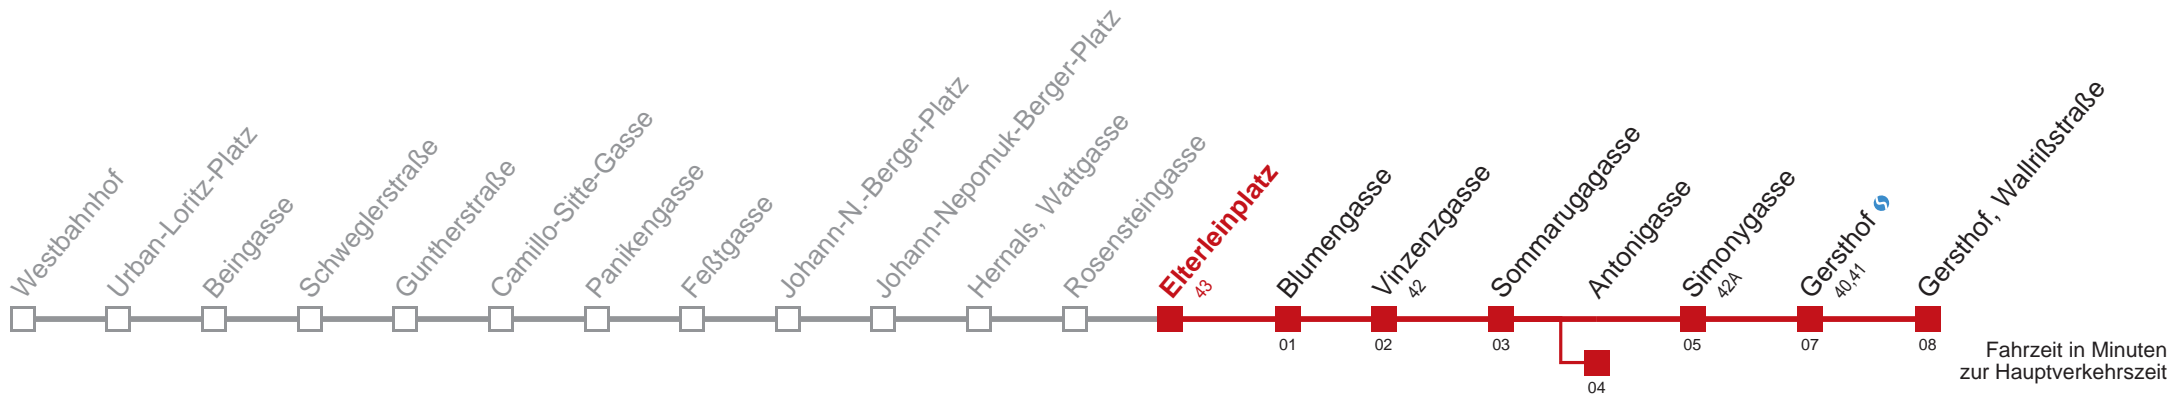 Westbahnhof
Urban-Loritz-Platz
Beingasse
Schweglerstraße
Guntherstraße
Camillo-Sitte-Gasse
Panikengasse
Feßtgasse
Johann-N.-Berger-Platz
Johann-Nepomuk-Berger-Platz
Hernals, Wattgasse
Rosensteingasse
Elterleinplatz
43
Blumengasse
01
Vinzenzgasse
42
02
Sommarugagasse
03
Antonigasse
04
Simonygasse
42A
05
Gersthof
40,41
07
Gersthof, Wallrißstraße
08
Fahrzeit in Minuten
zur Hauptverkehrszeit